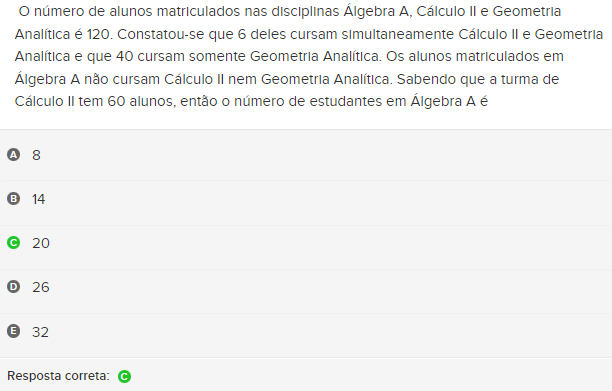 O número de alunos matriculados nas disciplinas Álgebra A, Cálculo II e Geometria
Analítica é 120. Constatou-se que 6 deles cursam simultaneamente Cálculo II e Geometria
Analítica e que 40 cursam somente Geometria Analítica. Os alunos matriculados em
Álgebra A não cursam Cálculo II nem Geometria Analítica. Sabendo que a turma de
Cálculo II tem 60 alunos, então o número de estudantes em Álgebra A é
A 8
B 14
C 20
D 26
E 32
Resposta correta: C